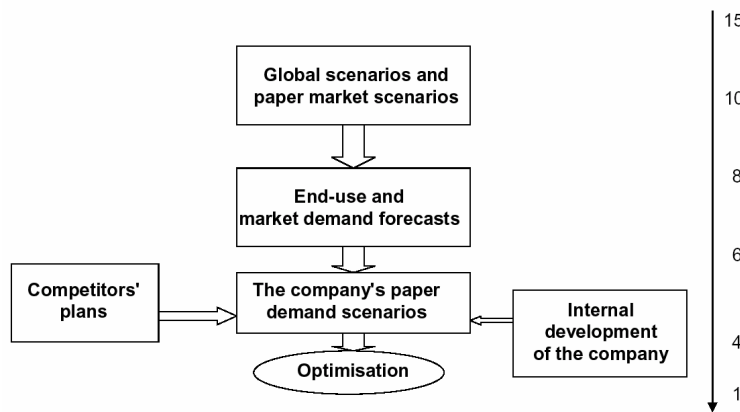 15
Global scenarios and
paper market scenarios
10
8
End-use and
market demand forecasts
6
Competitors'
plans
The company's paper
demand scenarios
Internal
development
of the company
4
Optimisation
1